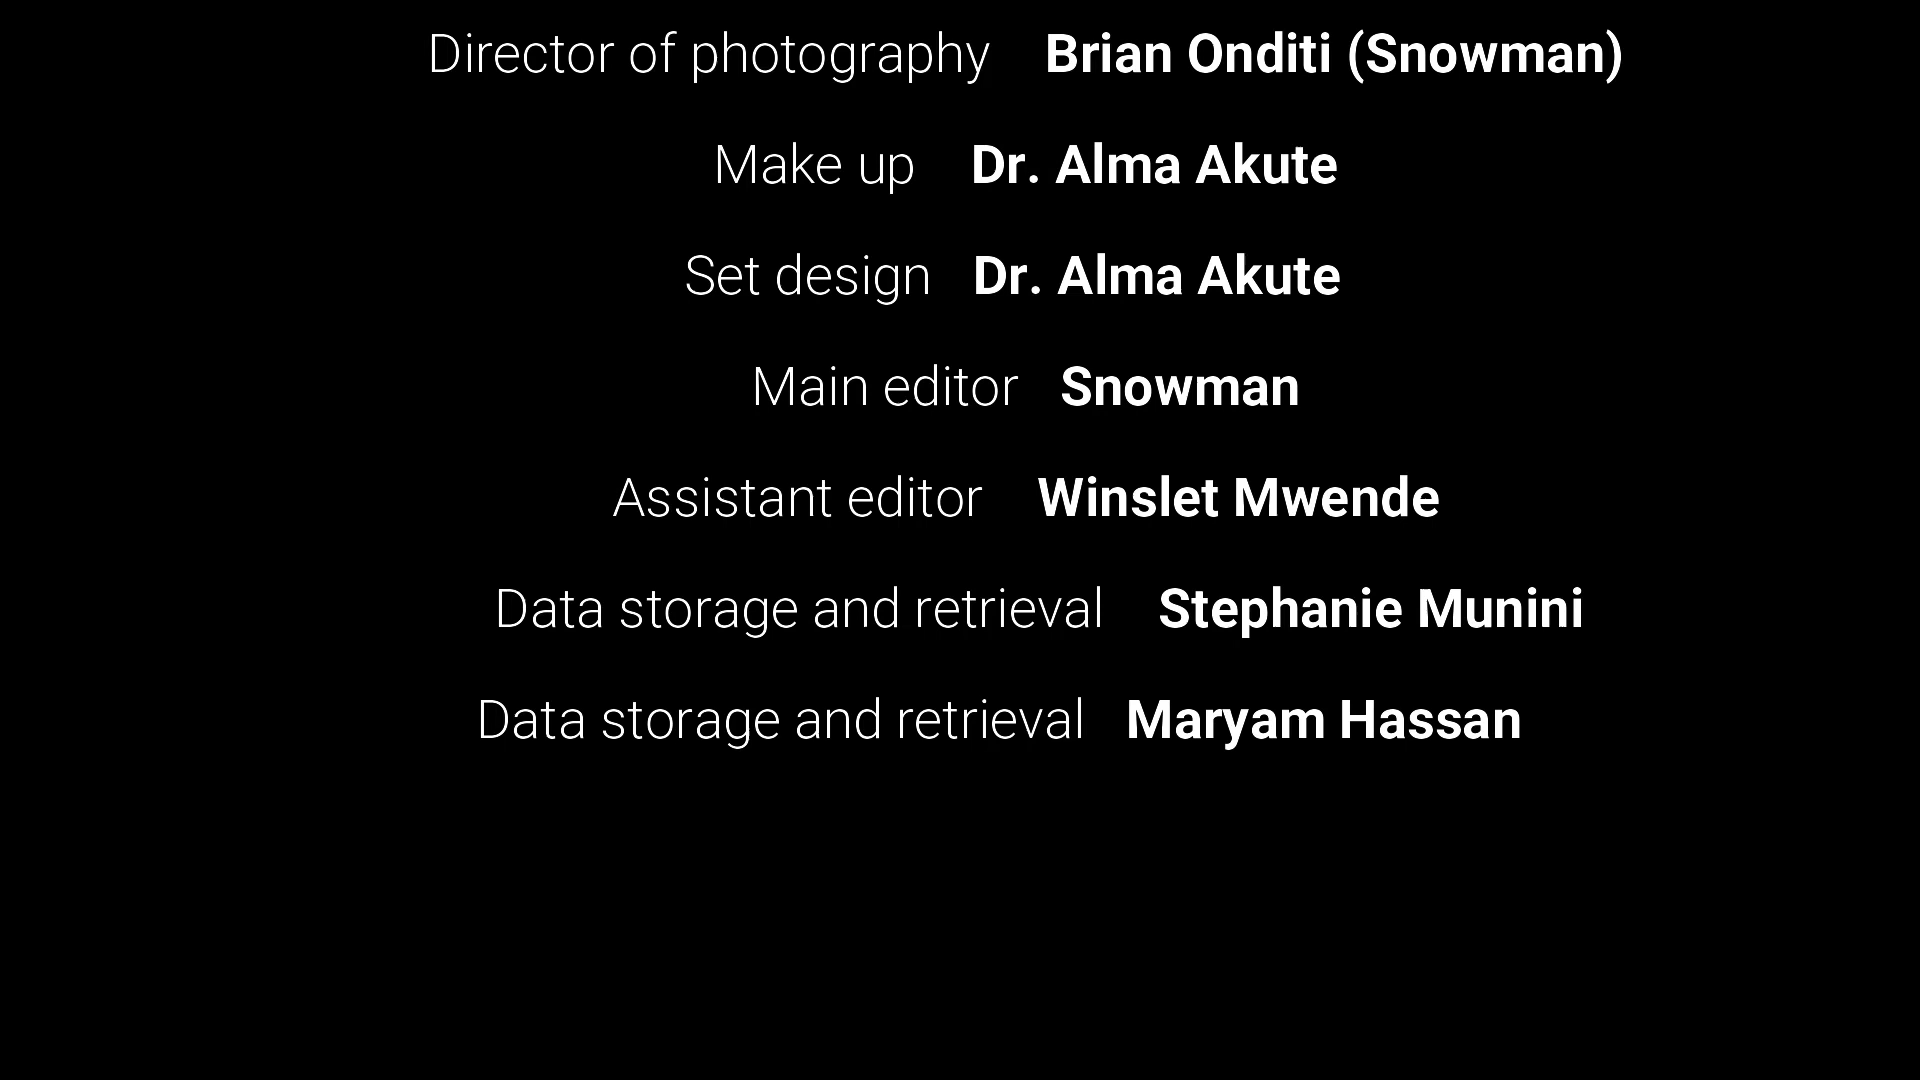 Director of photography Brian Onditi (Snowman)
Make up Dr. Alma Akute
Set design Dr. Alma Akute
Main editor Snowman
Assistant editor Winslet Mwende
Data storage and retrieval Stephanie Munini
Data storage and retrieval Maryam Hassan